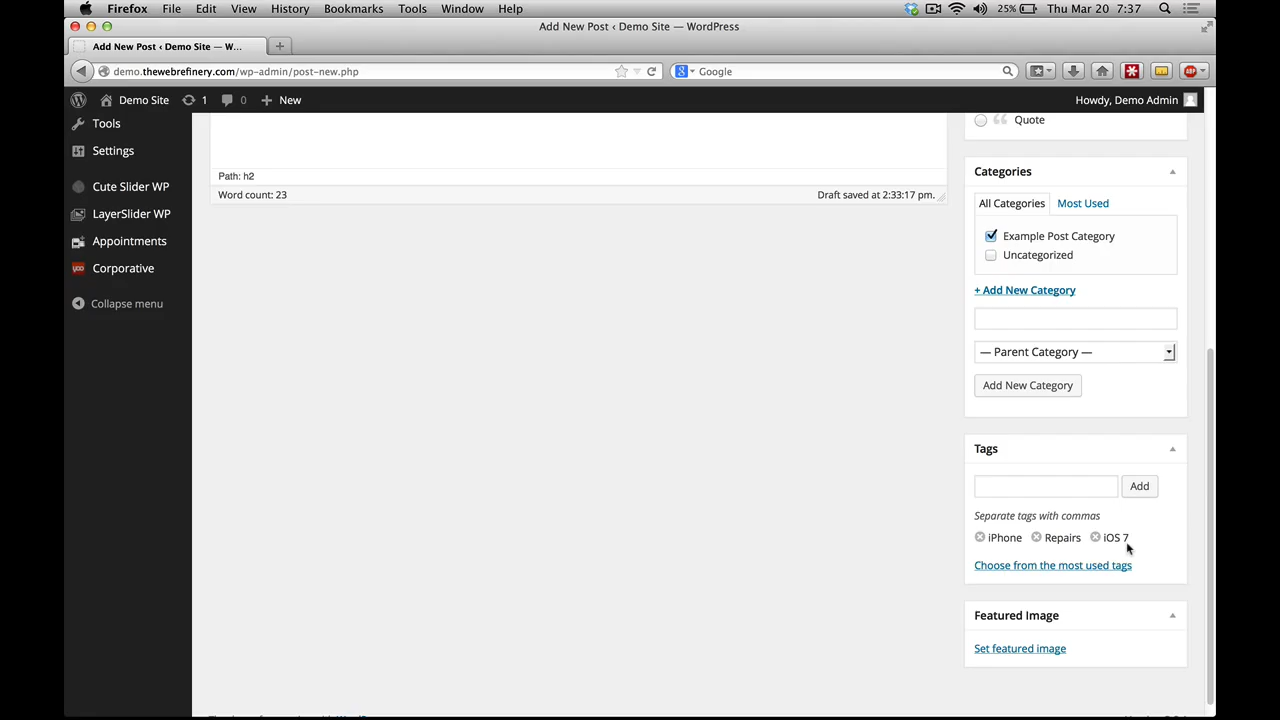 Firefox File Edit View History Bookmarks Tools Window Help 25% Thu Mar 20 7:37
Add New Post ‹ Demo Site — WordPress
Add New Post ‹ Demo Site — W...
demo.thewebrefinery.com/wp-admin/post-new.php Google
Demo Site 1 0 New Howdy, Demo Admin
Tools
Settings
Cute Slider WP
LayerSlider WP
Appointments
Corporative
Collapse menu
Path: h2
Word count: 23 Draft saved at 2:33:17 pm.
Quote
Categories
All Categories Most Used
Example Post Category
Uncategorized
+ Add New Category
— Parent Category —
Add New Category
Tags
Add
Separate tags with commas
iPhone Repairs iOS 7
Choose from the most used tags
Featured Image
Set featured image